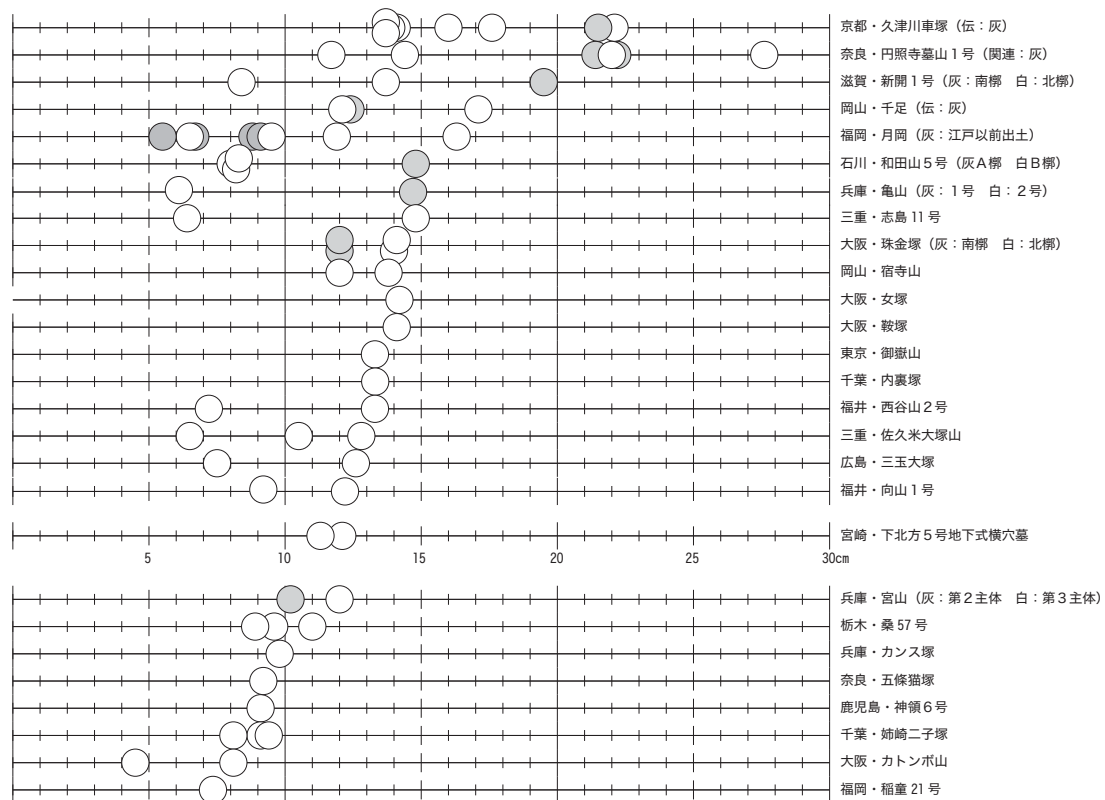 京都・久津川車塚（伝：灰）
奈良・円照寺墓山１号（関連：灰）
滋賀・新開１号（灰：南槨　白：北槨）
岡山・千足（伝：灰）
福岡・月岡（灰：江戸以前出土）
石川・和田山５号（灰Ａ槨　白Ｂ槨）
兵庫・亀山（灰：１号　白：２号）
三重・志島 11 号
大阪・珠金塚（灰：南槨　白：北槨）
岡山・宿寺山
大阪・女塚
大阪・鞍塚
東京・御嶽山
千葉・内裏塚
福井・西谷山２号
三重・佐久米大塚山
広島・三玉大塚
福井・向山１号
宮崎・下北方５号地下式横穴墓
5 10 15 20 25 30cm
兵庫・宮山（灰：第２主体　白：第３主体）
栃木・桑 57 号
兵庫・カンス塚
奈良・五條猫塚
鹿児島・神領６号
千葉・姉崎二子塚
大阪・カトンボ山
福岡・稲童 21 号